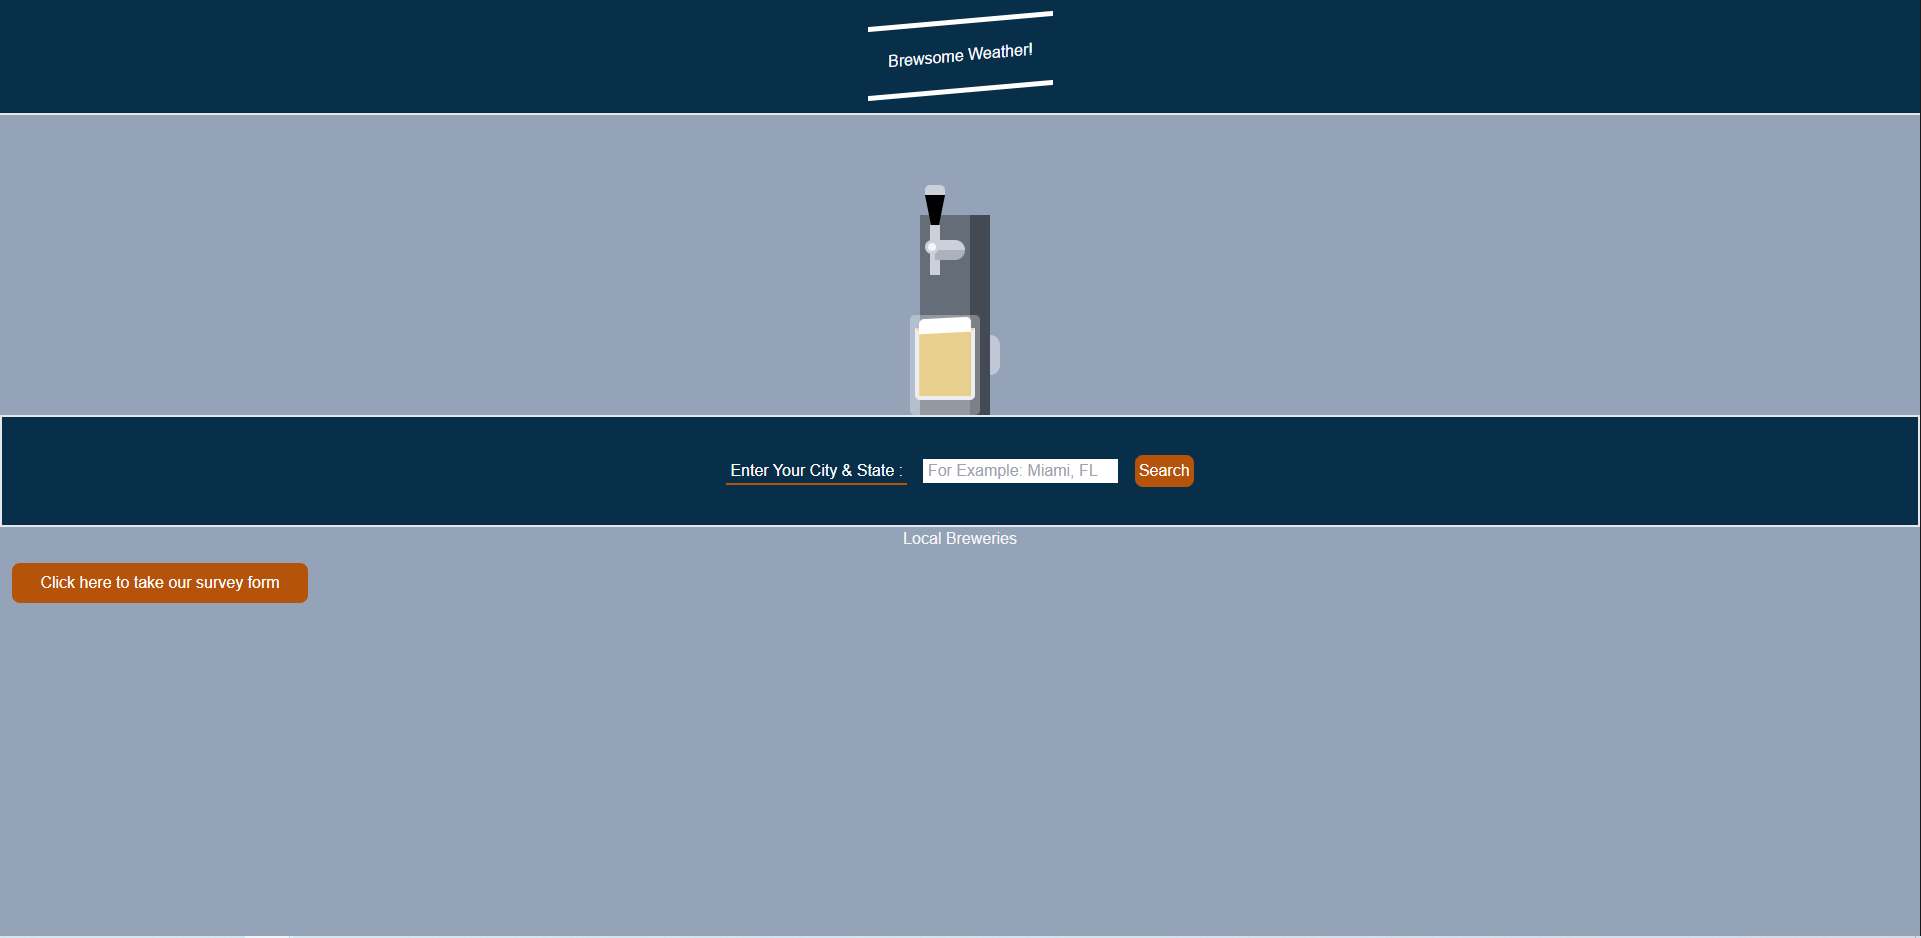 Brewsome Weather!
Enter Your City & State :
For Example: Miami, FL
Search
Local Breweries
Click here to take our survey form